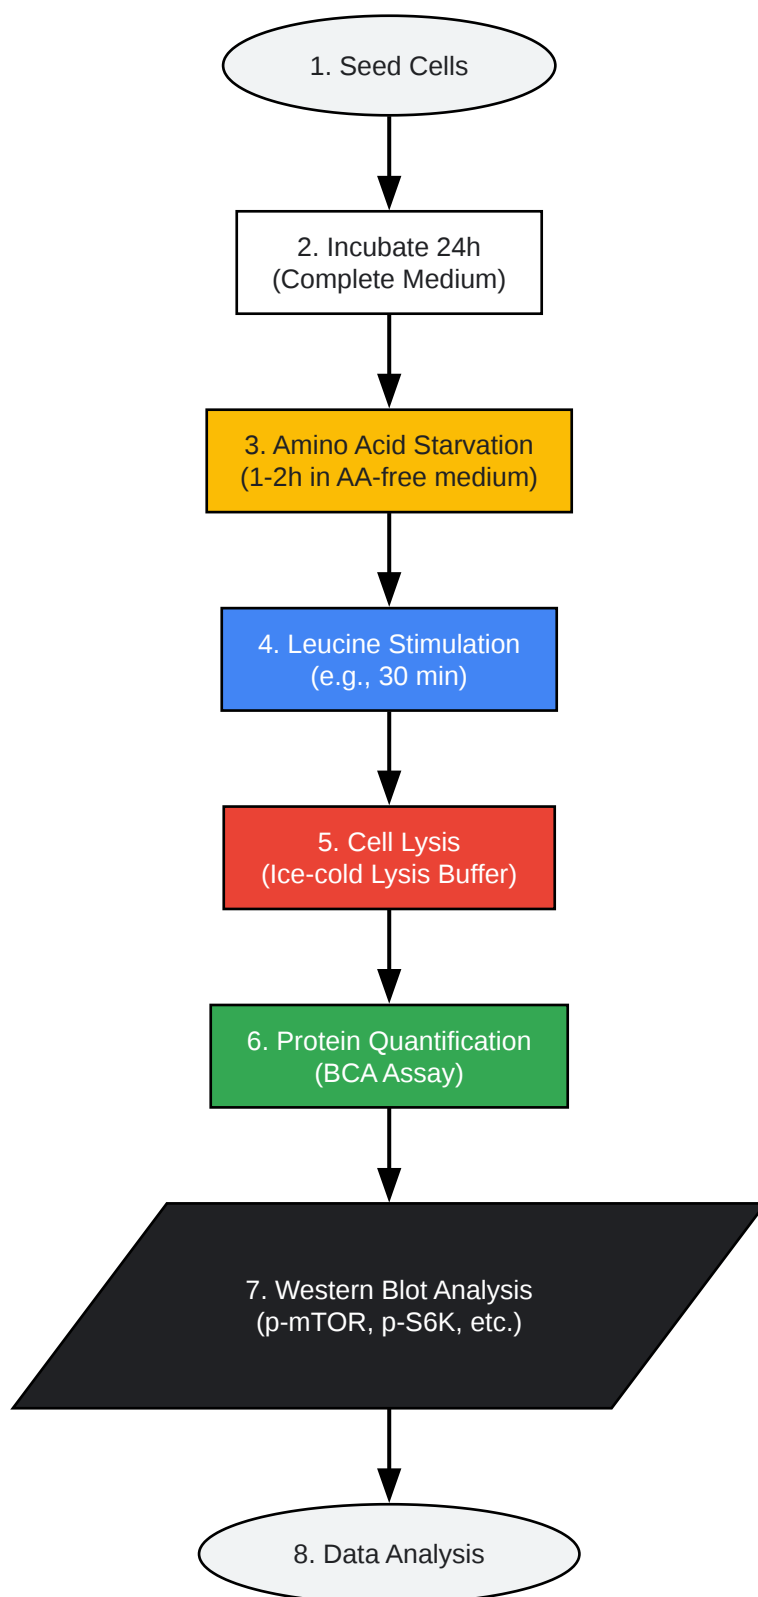 1. Seed Cells
2. Incubate 24h
(Complete Medium)
3. Amino Acid Starvation
(1-2h in AA-free medium)
4. Leucine Stimulation
(e.g., 30 min)
5. Cell Lysis
(Ice-cold Lysis Buffer)
6. Protein Quantification
(BCA Assay)
7. Western Blot Analysis
(p-mTOR, p-S6K, etc.)
8. Data Analysis